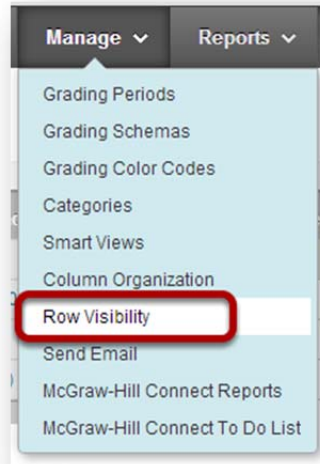 Manage Reports
Grading Periods
Grading Schemas
Grading Color Codes
Categories
Smart Views
Column Organization
Row Visibility
Send Email
McGraw-Hill Connect Reports
McGraw-Hill Connect To Do List